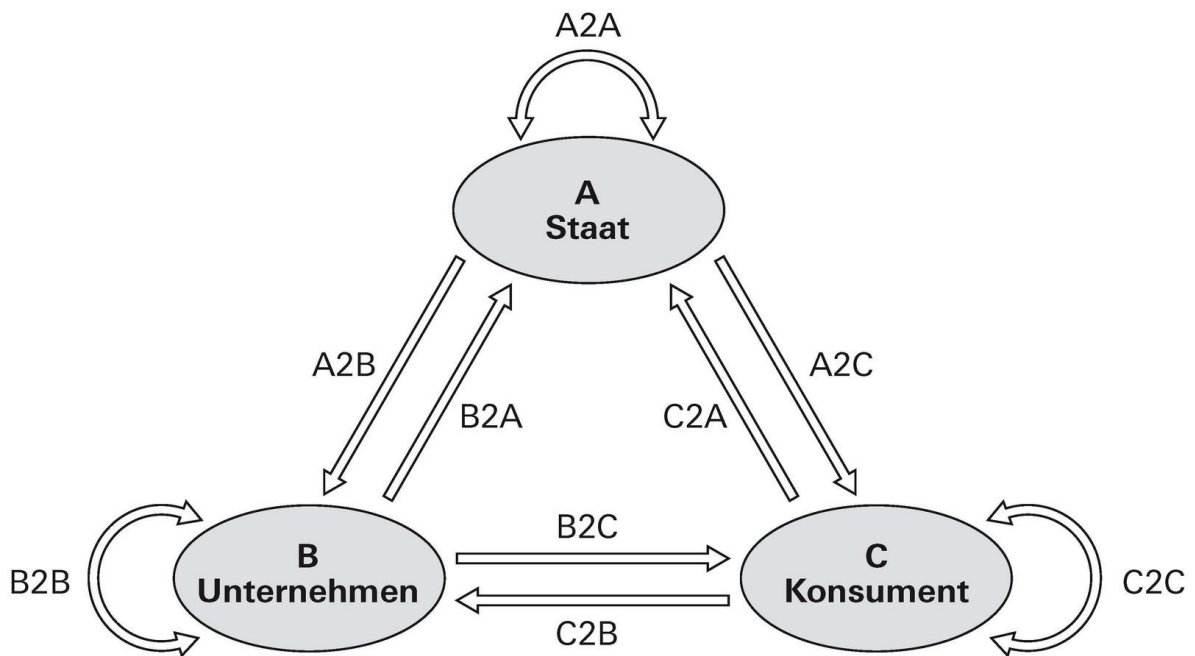 A2A
A
Staat
A2B
A2C
B2A
C2A
B2C
B
Unternehmen
C
Konsument
B2B
C2C
C2B